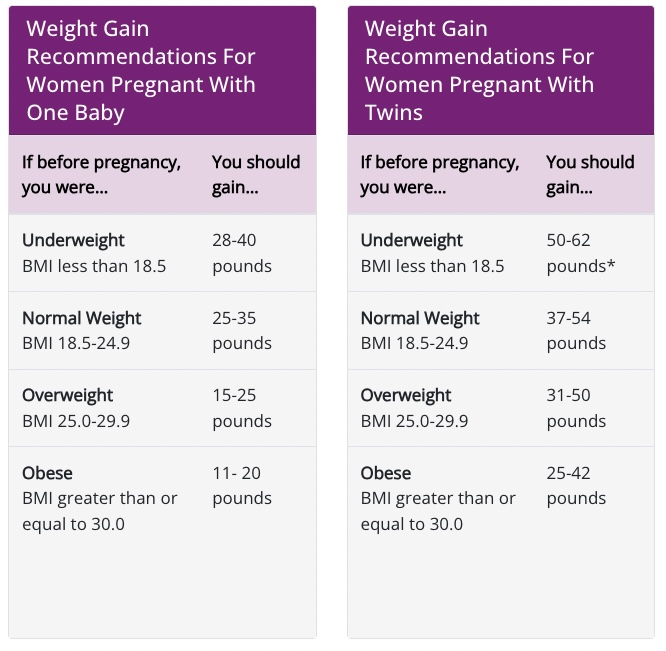 Weight Gain
Recommendations For
Women Pregnant With
One Baby
If before pregnancy, You should
you were... gain...
Underweight 28-40
BMI less than 18.5 pounds
Normal Weight 25-35
BMI 18.5-24.9 pounds
Overweight 15-25
BMI 25.0-29.9 pounds
Obese 11- 20
BMI greater than or pounds
equal to 30.0
Weight Gain
Recommendations For
Women Pregnant With
Twins
If before pregnancy, You should
you were... gain...
Underweight 50-62
BMI less than 18.5 pounds*
Normal Weight 37-54
BMI 18.5-24.9 pounds
Overweight 31-50
BMI 25.0-29.9 pounds
Obese 25-42
BMI greater than or pounds
equal to 30.0